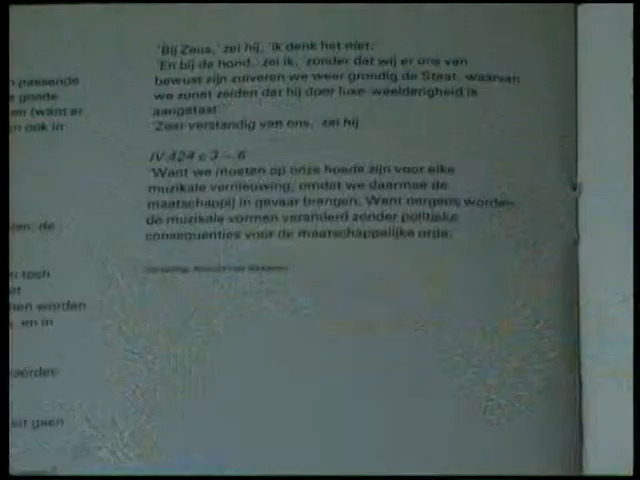 'Bij Zeus,' zei hij, 'ik denk het niet.'
'En bij de hond,' zei ik, 'zonder dat wij er ons van
bewust zijn zuiveren we weer grondig de Staat, waarvan
we zonet zeiden dat hij door luxe-weelderigheid is
aangetast.'
'Zeer verstandig van ons,' zei hij.
IV 424 c 3 – 6
'Want we moeten op onze hoede zijn voor elke
muzikale vernieuwing, omdat we daarmee de
maatschappij in gevaar brengen. Want nergens worden
de muzikale vormen veranderd zonder politieke
consequenties voor de maatschappelijke orde.
passende
goede
(want er
ook in
de
toch
worden
en in
geen